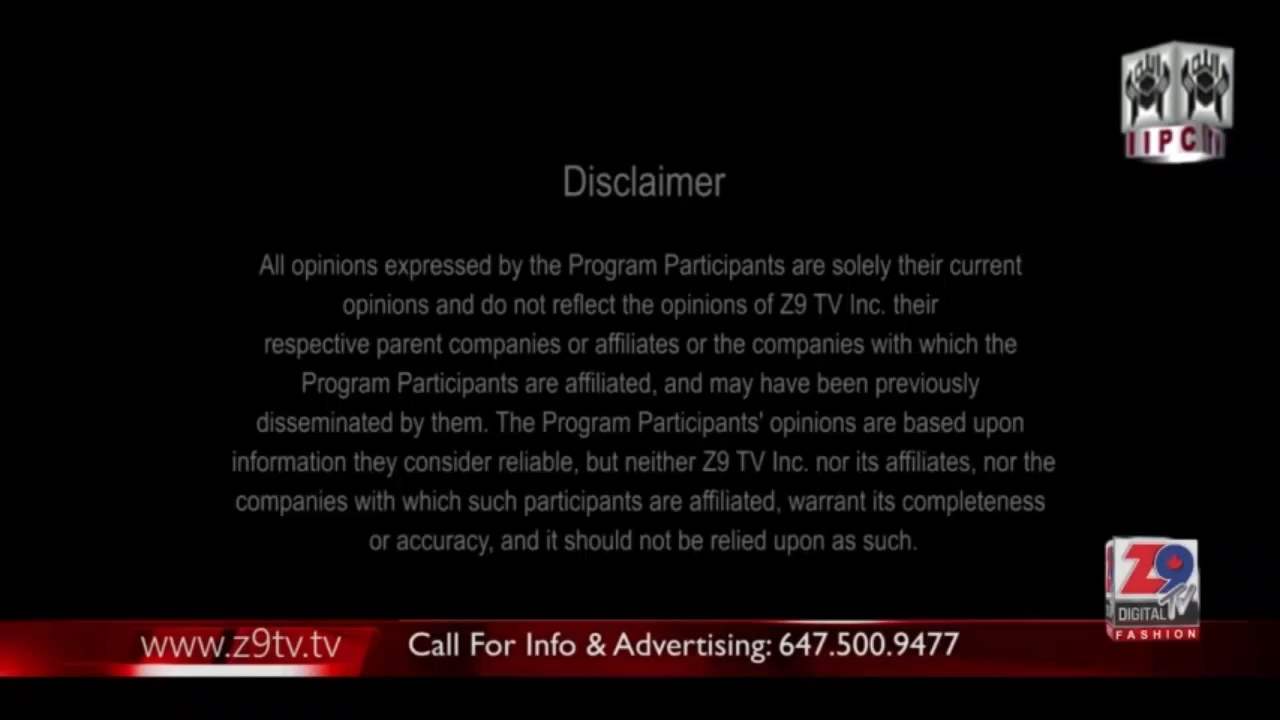 IIPC tv
Disclaimer
All opinions expressed by the Program Participants are solely their current
opinions and do not reflect the opinions of Z9 TV Inc. their
respective parent companies or affiliates or the companies with which the
Program Participants are affiliated, and may have been previously
disseminated by them. The Program Participants' opinions are based upon
information they consider reliable, but neither Z9 TV Inc. nor its affiliates, nor the
companies with which such participants are affiliated, warrant its completeness
or accuracy, and it should not be relied upon as such.
Z9
DIGITAL TV
FASHION
www.z9tv.tv Call For Info & Advertising: 647.500.9477